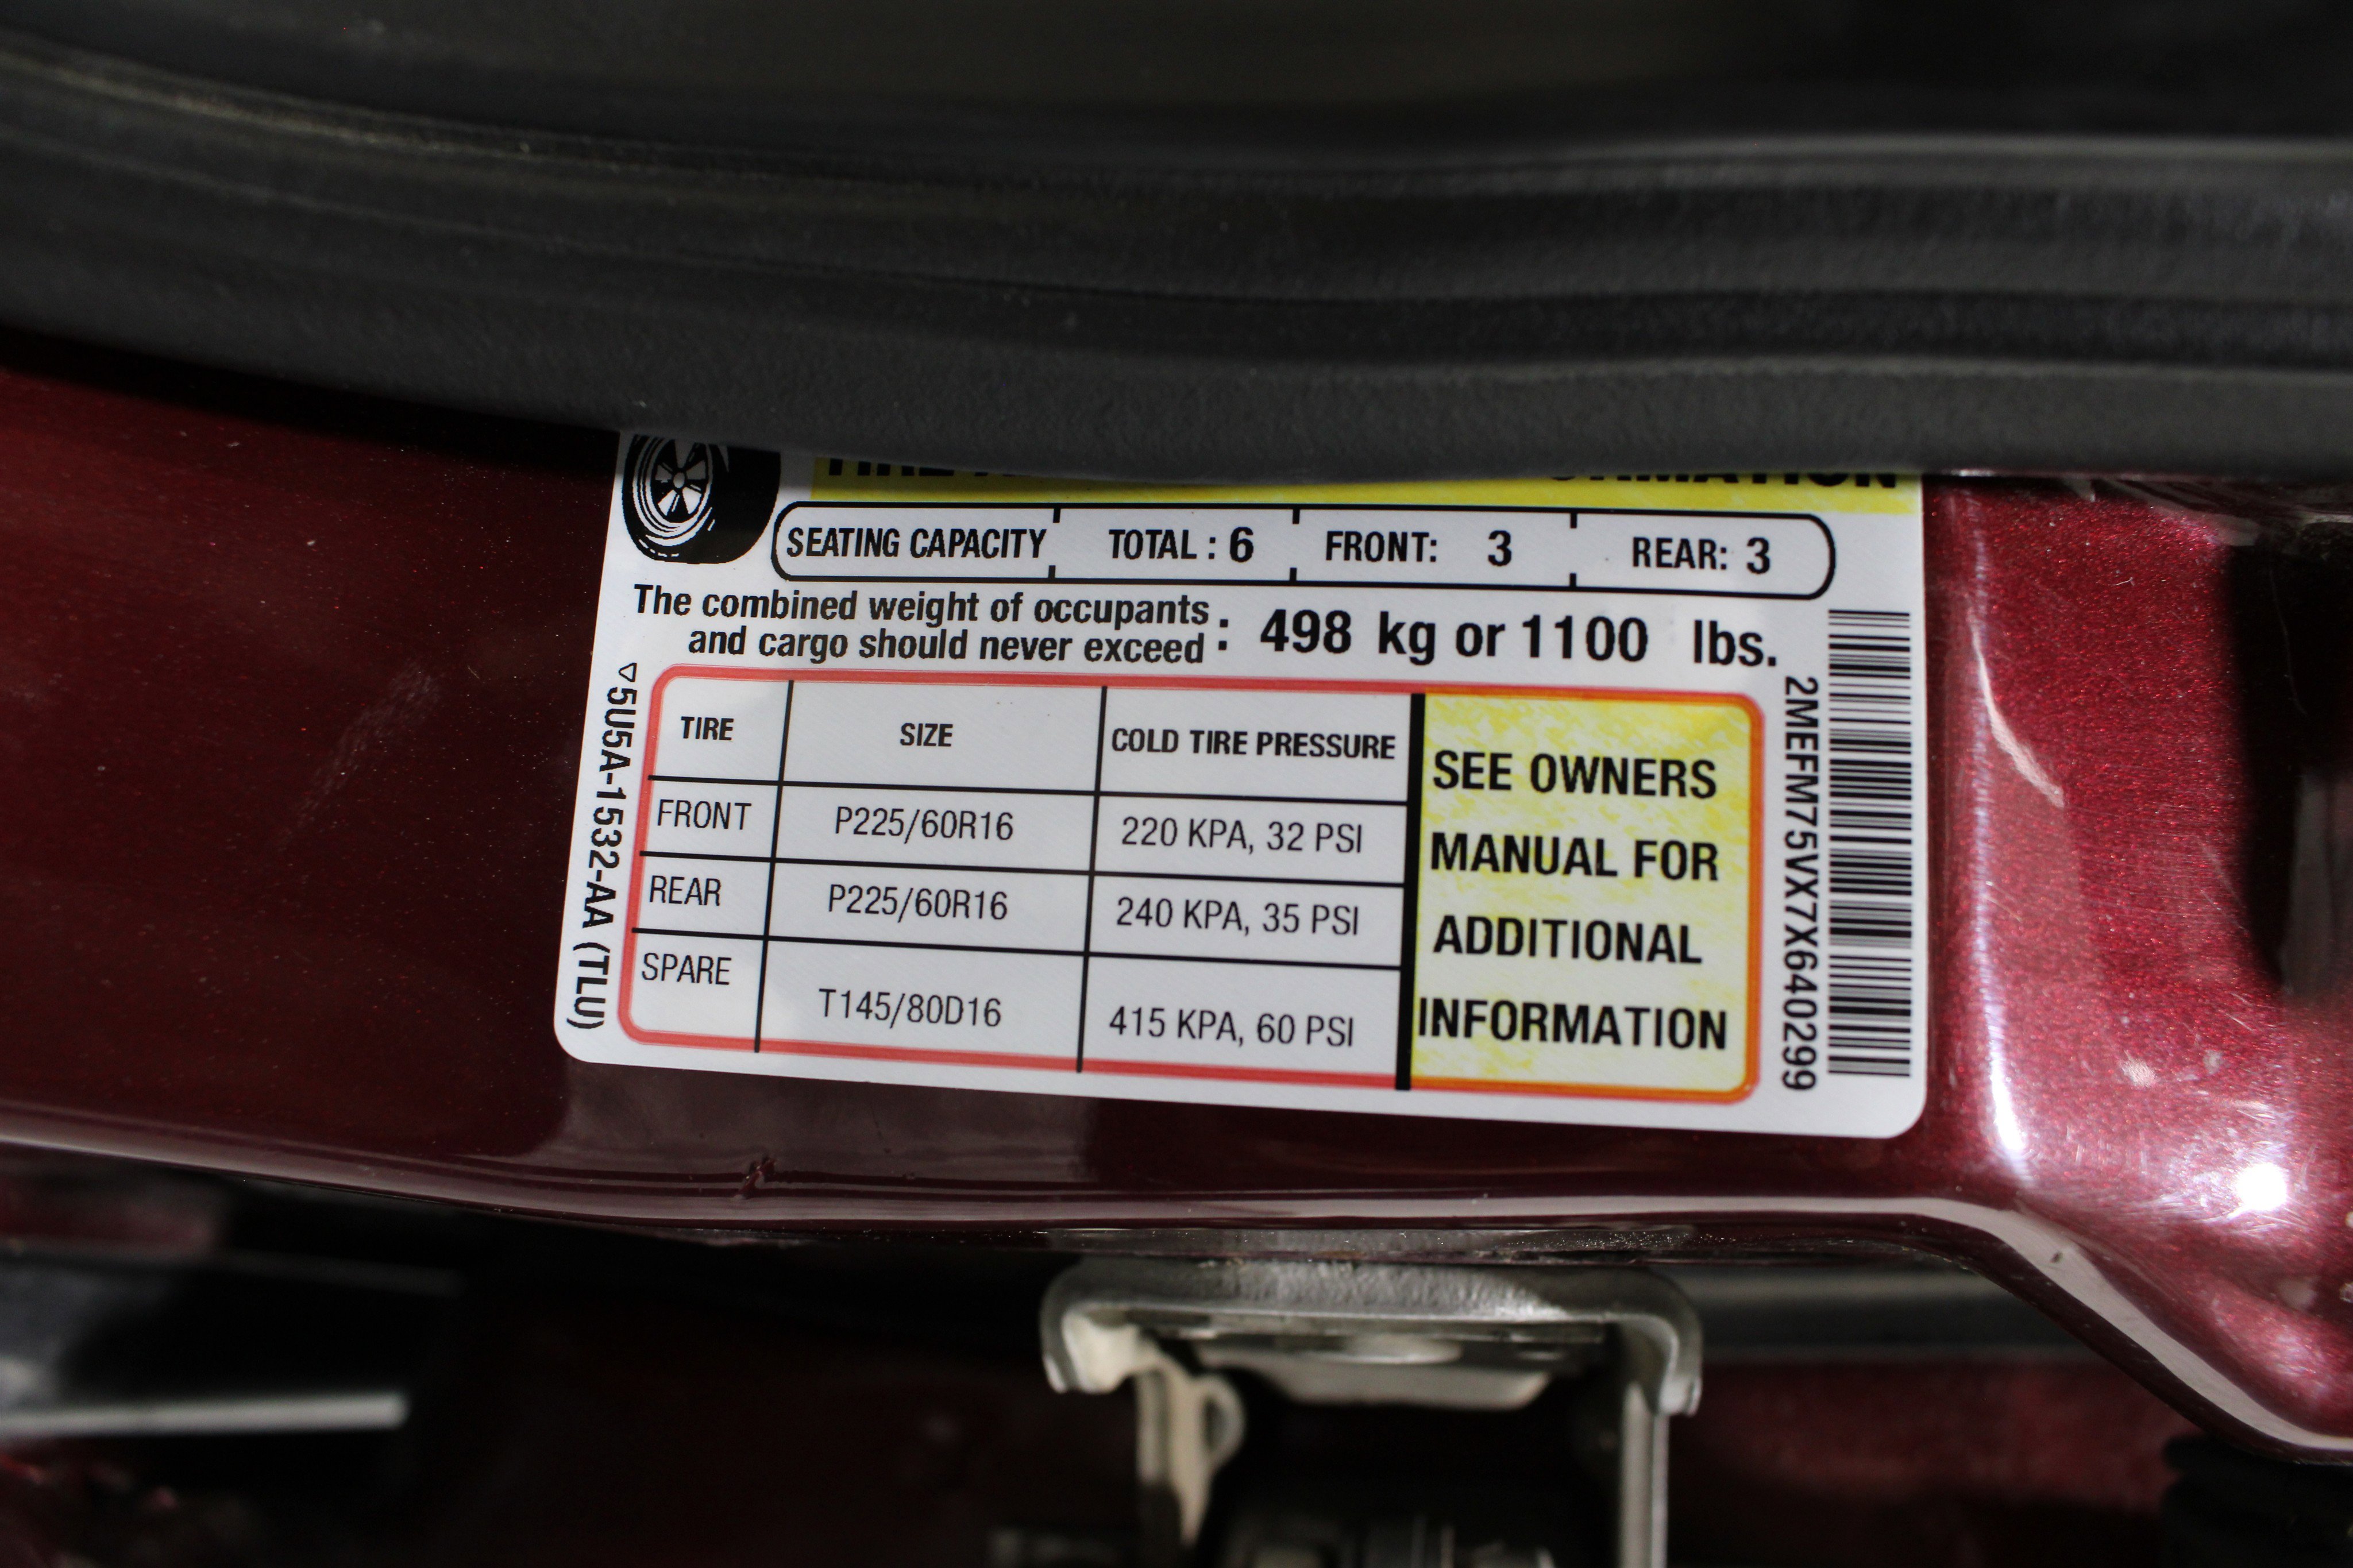 SEATING CAPACITY TOTAL : 6 FRONT: 3 REAR: 3
The combined weight of occupants
and cargo should never exceed : 498 kg or 1100 lbs.
TIRE SIZE COLD TIRE PRESSURE
FRONT P225/60R16 220 KPA, 32 PSI
REAR P225/60R16 240 KPA, 35 PSI
SPARE T145/80D16 415 KPA, 60 PSI
SEE OWNERS
MANUAL FOR
ADDITIONAL
INFORMATION
5U5A-1532-AA (TLU)
2MEFM75VX7X640299